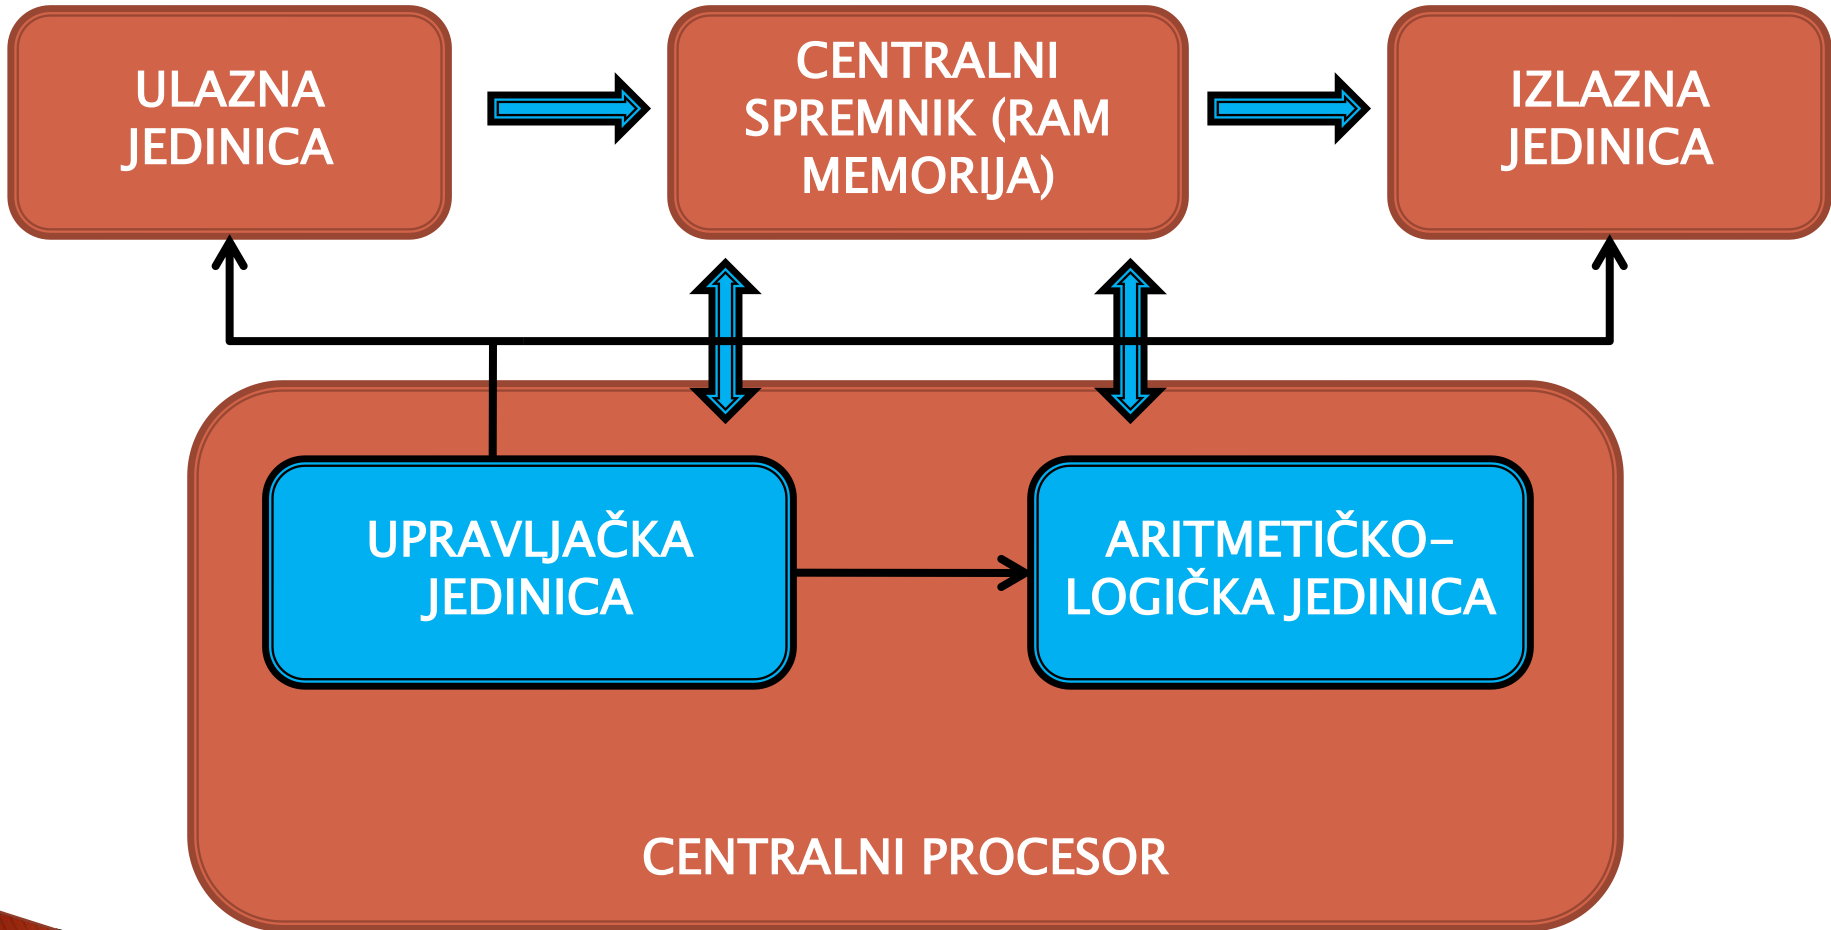 ULAZNA
JEDINICA
CENTRALNI
SPREMNIK (RAM
MEMORIJA)
IZLAZNA
JEDINICA
UPRAVLJAČKA
JEDINICA
ARITMETIČKO-
LOGIČKA JEDINICA
CENTRALNI PROCESOR